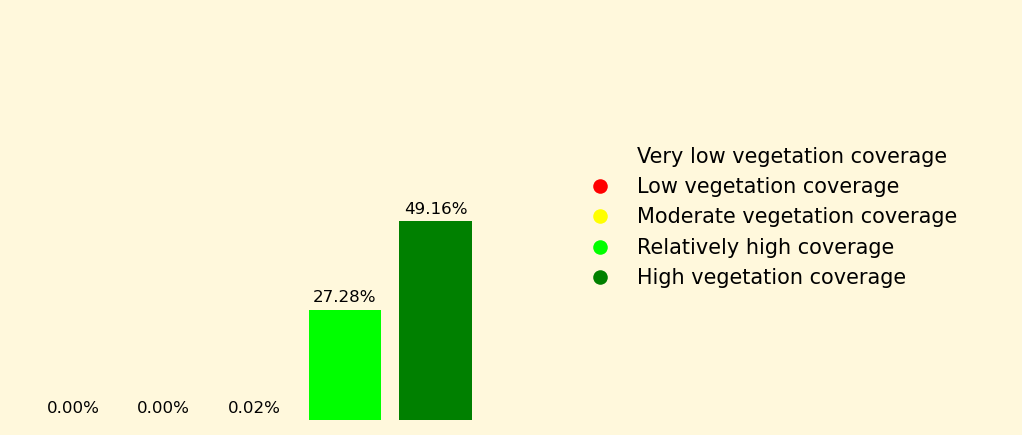 Very low vegetation coverage
Low vegetation coverage
Moderate vegetation coverage
49.16%
Relatively high coverage
High vegetation coverage
27.28%
0.00% 0.00% 0.02%